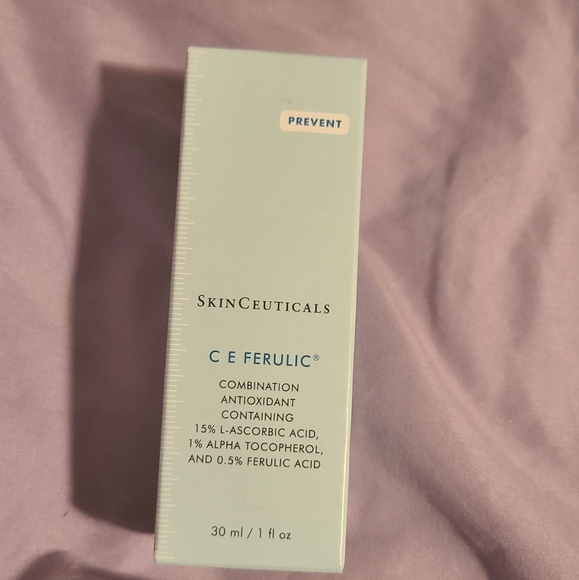 PREVENT
SKINCEUTICALS
C E FERULIC®
COMBINATION
ANTIOXIDANT
CONTAINING
15% L-ASCORBIC ACID,
1% ALPHA TOCOPHEROL,
AND 0.5% FERULIC ACID
30 ml / 1 fl oz